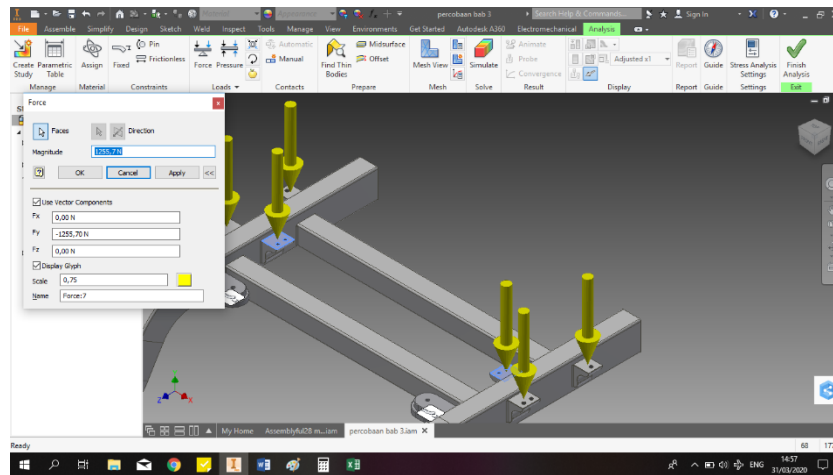 percobaan bab 3
Search Help & Commands...
Sign In
File Assemble Simplify Design Sketch Weld Inspect Tools Manage View Environments Get Started Autodesk A360 Electromechanical Analysis
Create Study
Parametric Table
Assign
Fixed
Pin
Frictionless
Force
Pressure
Automatic
Manual
Find Thin Bodies
Midsurface
Offset
Mesh View
Simulate
Animate
Probe
Convergence
Adjusted x1
Report
Guide
Stress Analysis Settings
Finish Analysis
Manage Material Constraints Loads Contacts Prepare Mesh Solve Result Display Report Guide Settings Exit
Force
Faces Direction
Magnitude 1255,7 N
OK Cancel Apply <<
Use Vector Components
Fx 0,00 N
Fy -1255,70 N
Fz 0,00 N
Display Glyph
Scale 0,75
Name Force:7
My Home Assemblyful28 m...iam percobaan bab 3.iam X
Ready
68
ENG
14:57
31/03/2020